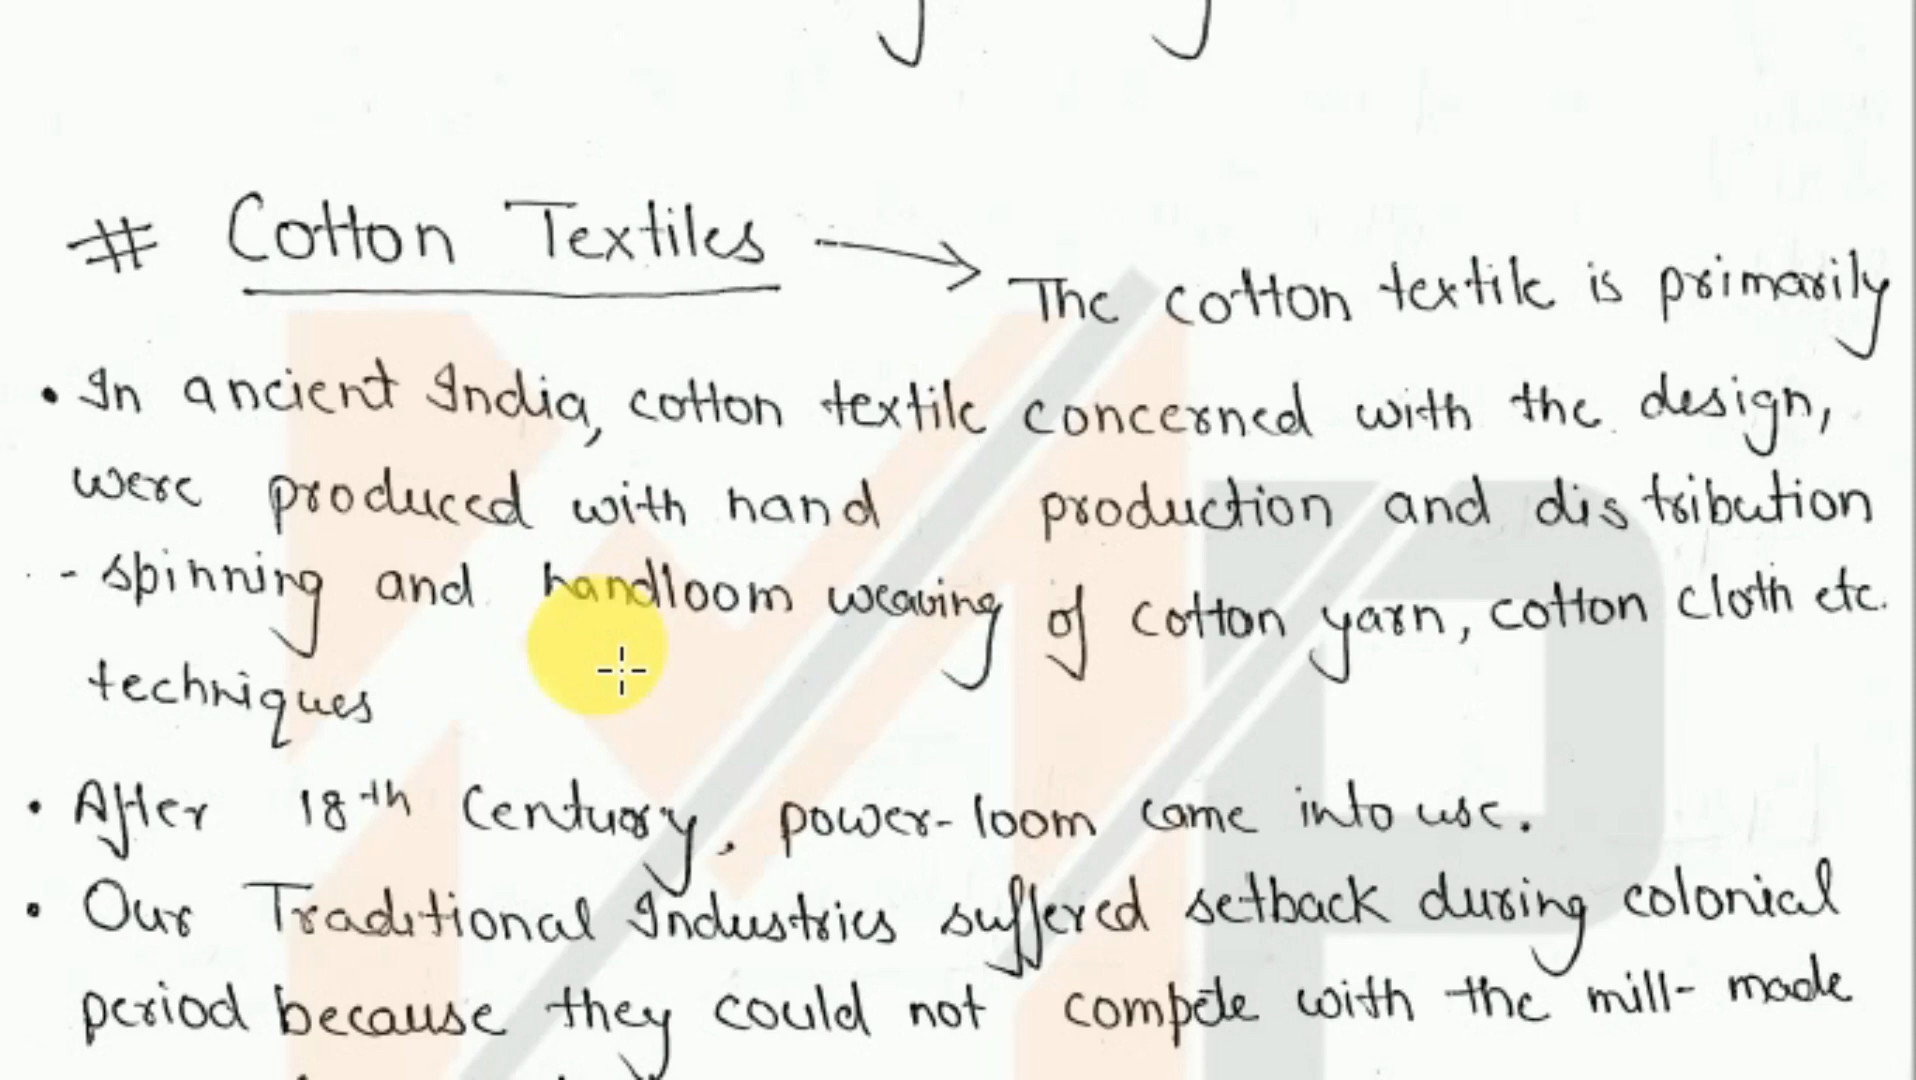 # Cotton Textiles → The cotton textile is primarily
concerned with the design,
production and distribution
of cotton yarn, cotton cloth etc.
• In ancient India, cotton textile
were produced with hand
- spinning and handloom weaving
techniques
• After 18th Century, power-loom came into use.
• Our Traditional Industries suffered setback during colonial
period because they could not compete with the mill-made